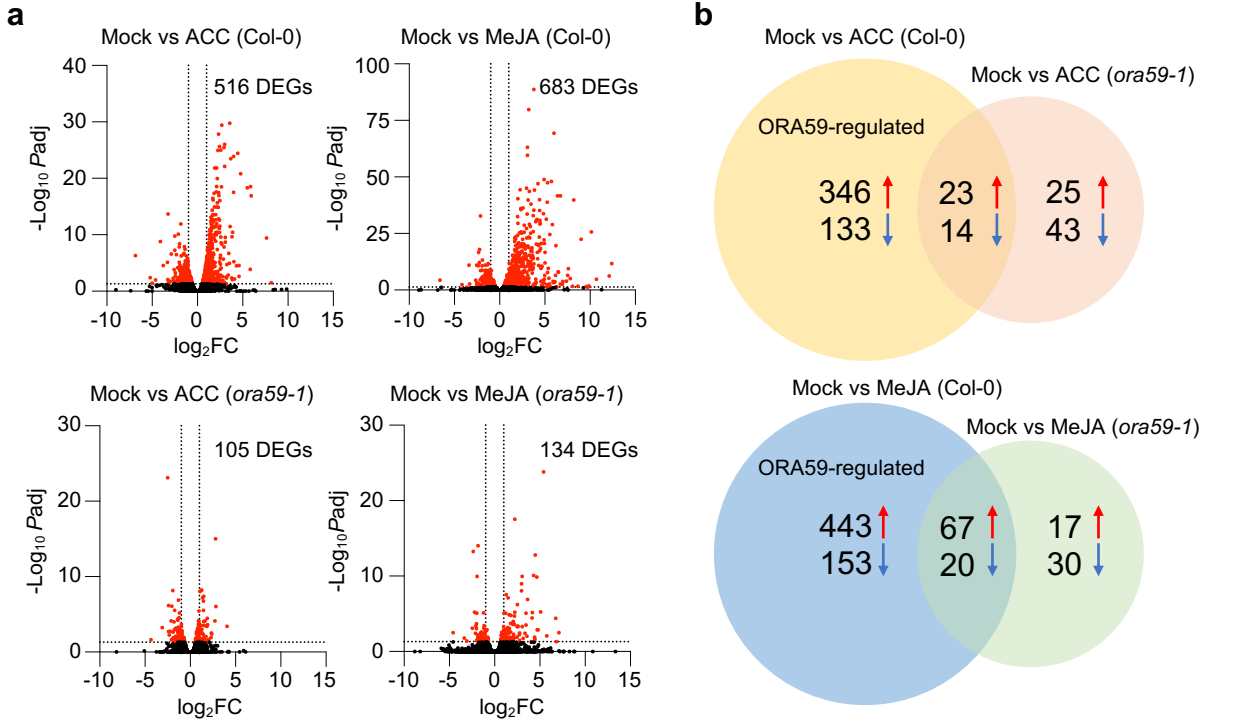 a
Mock vs ACC (Col-0)
516 DEGs
-Log₁₀ Padj
40
30
20
10
0
-10 -5 0 5 10 15
log₂FC
Mock vs MeJA (Col-0)
683 DEGs
-Log₁₀ Padj
100
75
50
25
0
-10 -5 0 5 10 15
log₂FC
Mock vs ACC (ora59-1)
105 DEGs
-Log₁₀ Padj
30
20
10
0
-10 -5 0 5 10 15
log₂FC
Mock vs MeJA (ora59-1)
134 DEGs
-Log₁₀Padj
30
20
10
0
-10 -5 0 5 10 15
log₂FC
b
Mock vs ACC (Col-0)
Mock vs ACC (ora59-1)
ORA59-regulated
346 23 25
133 14 43
Mock vs MeJA (Col-0)
Mock vs MeJA (ora59-1)
ORA59-regulated
443 67 17
153 20 30